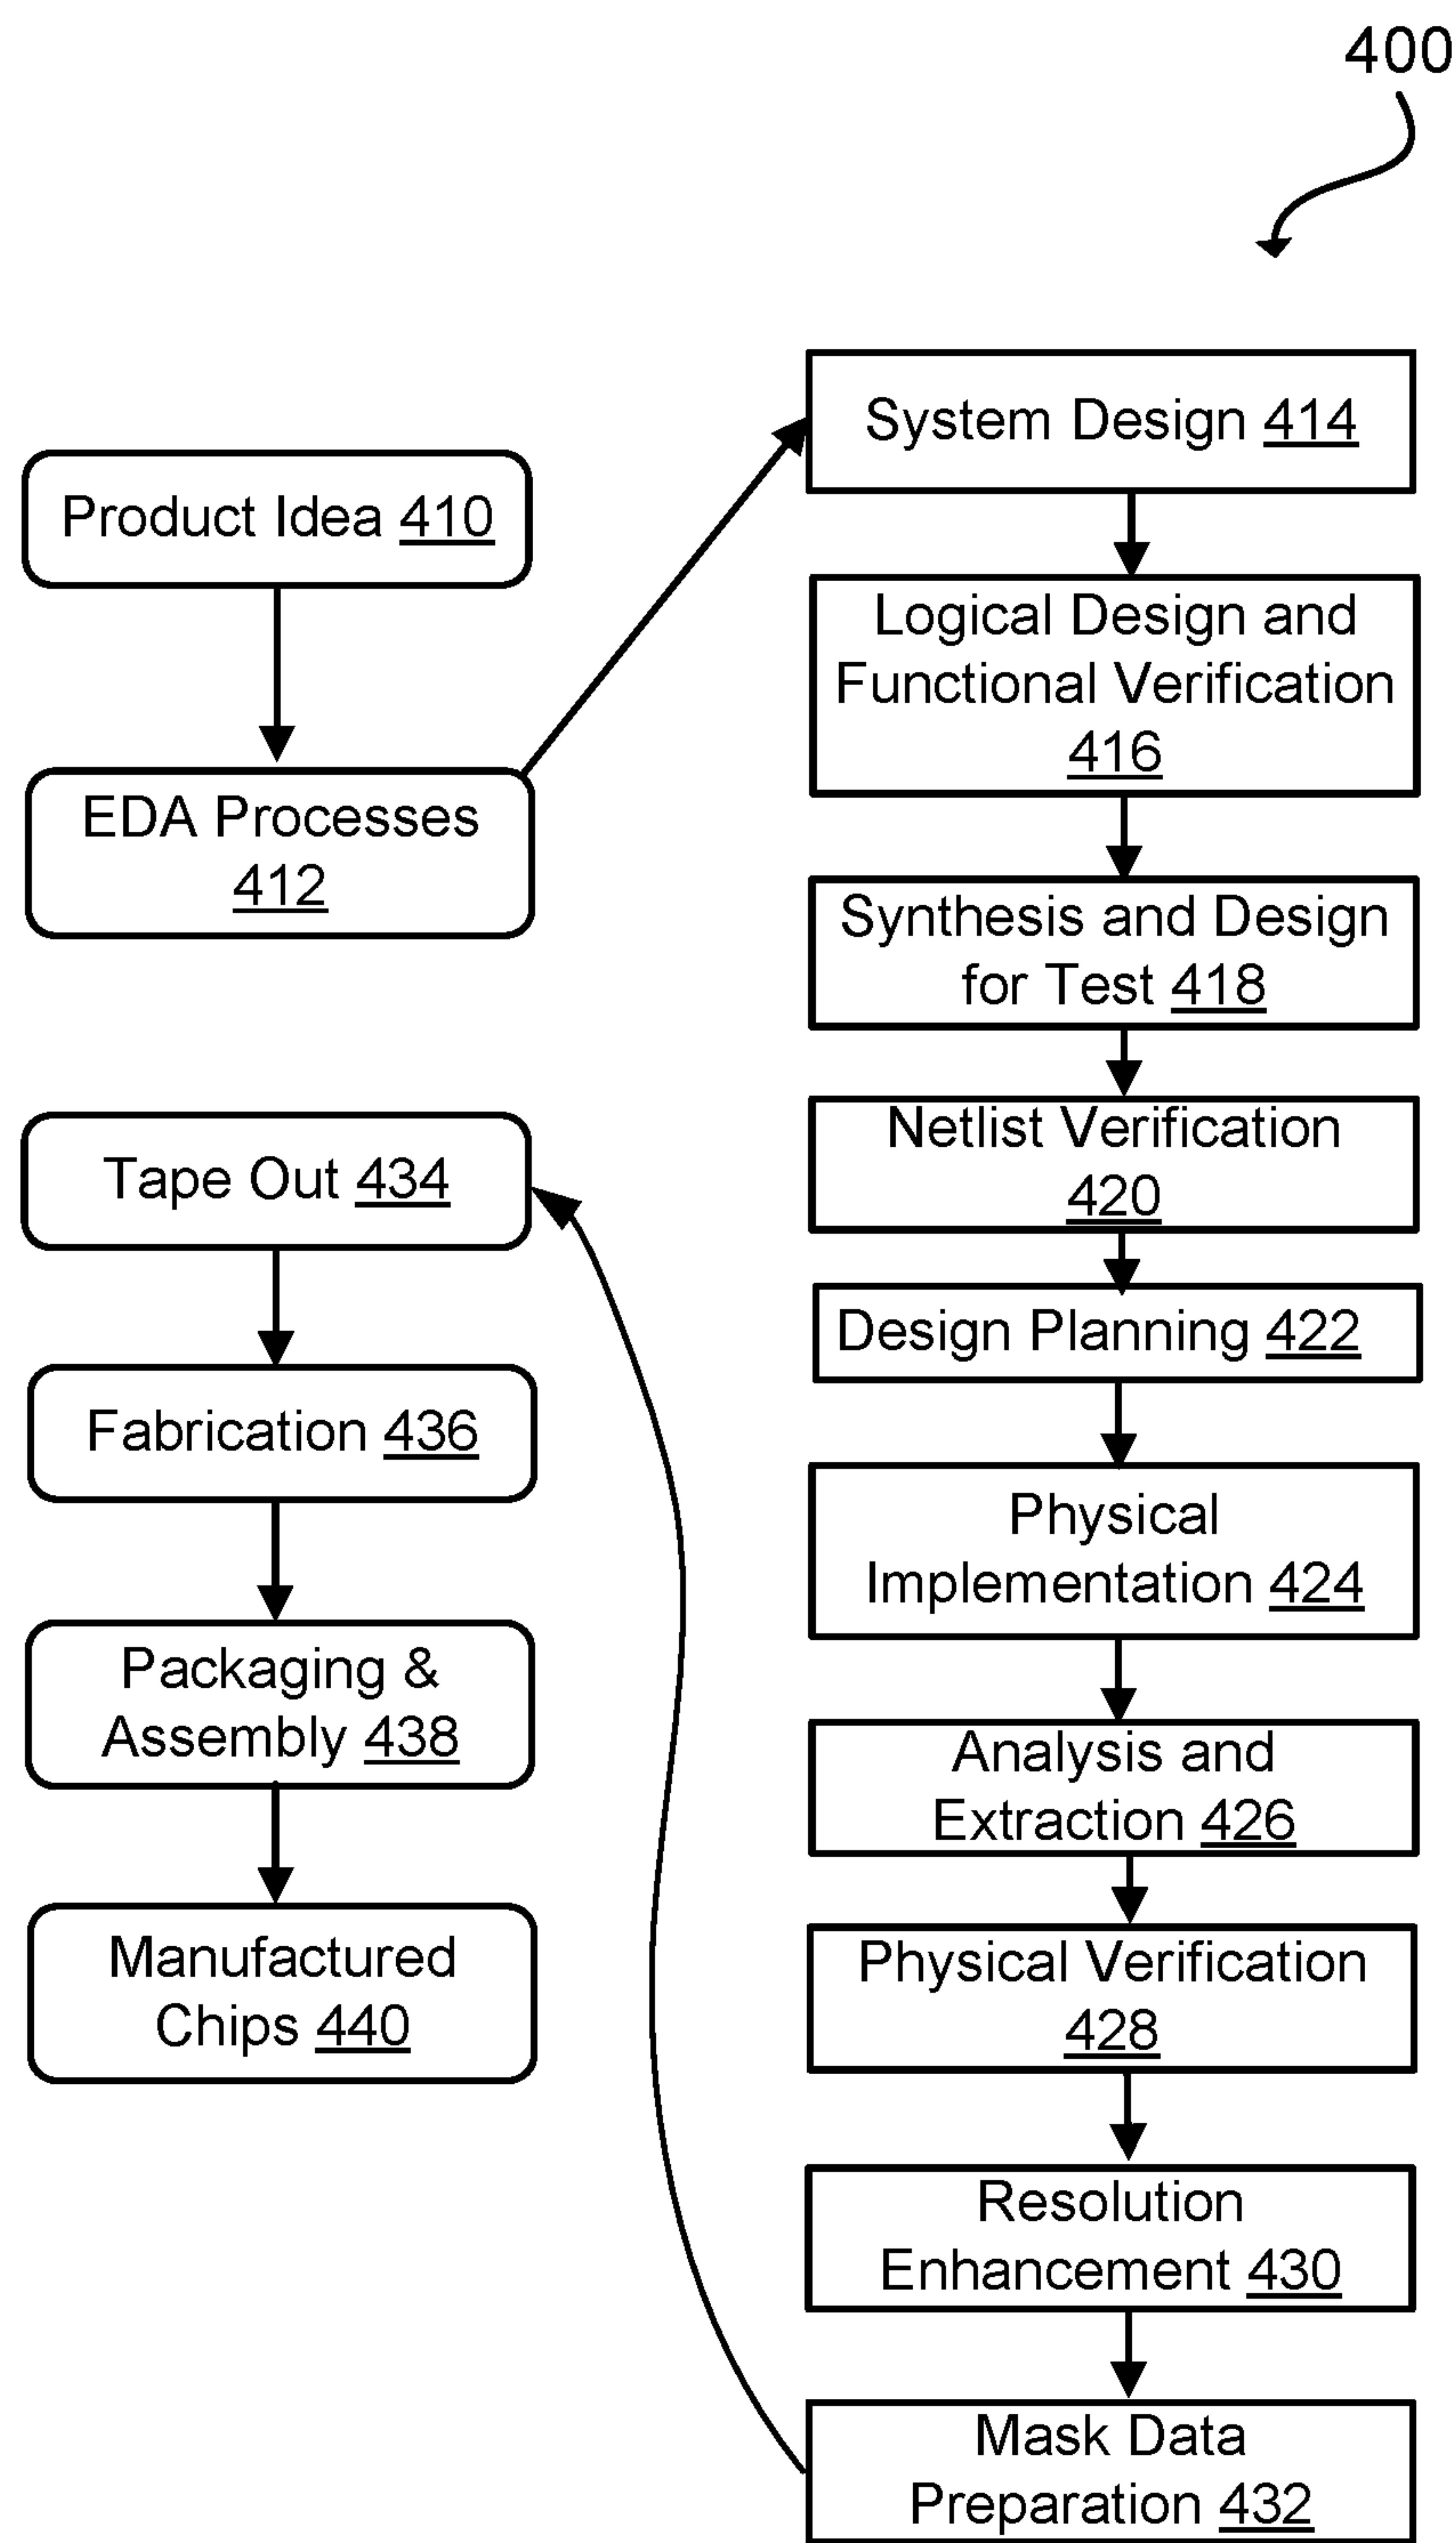 400
Product Idea 410
EDA Processes
412
System Design 414
Logical Design and
Functional Verification
416
Synthesis and Design
for Test 418
Netlist Verification
420
Design Planning 422
Physical
Implementation 424
Analysis and
Extraction 426
Physical Verification
428
Resolution
Enhancement 430
Mask Data
Preparation 432
Tape Out 434
Fabrication 436
Packaging &
Assembly 438
Manufactured
Chips 440